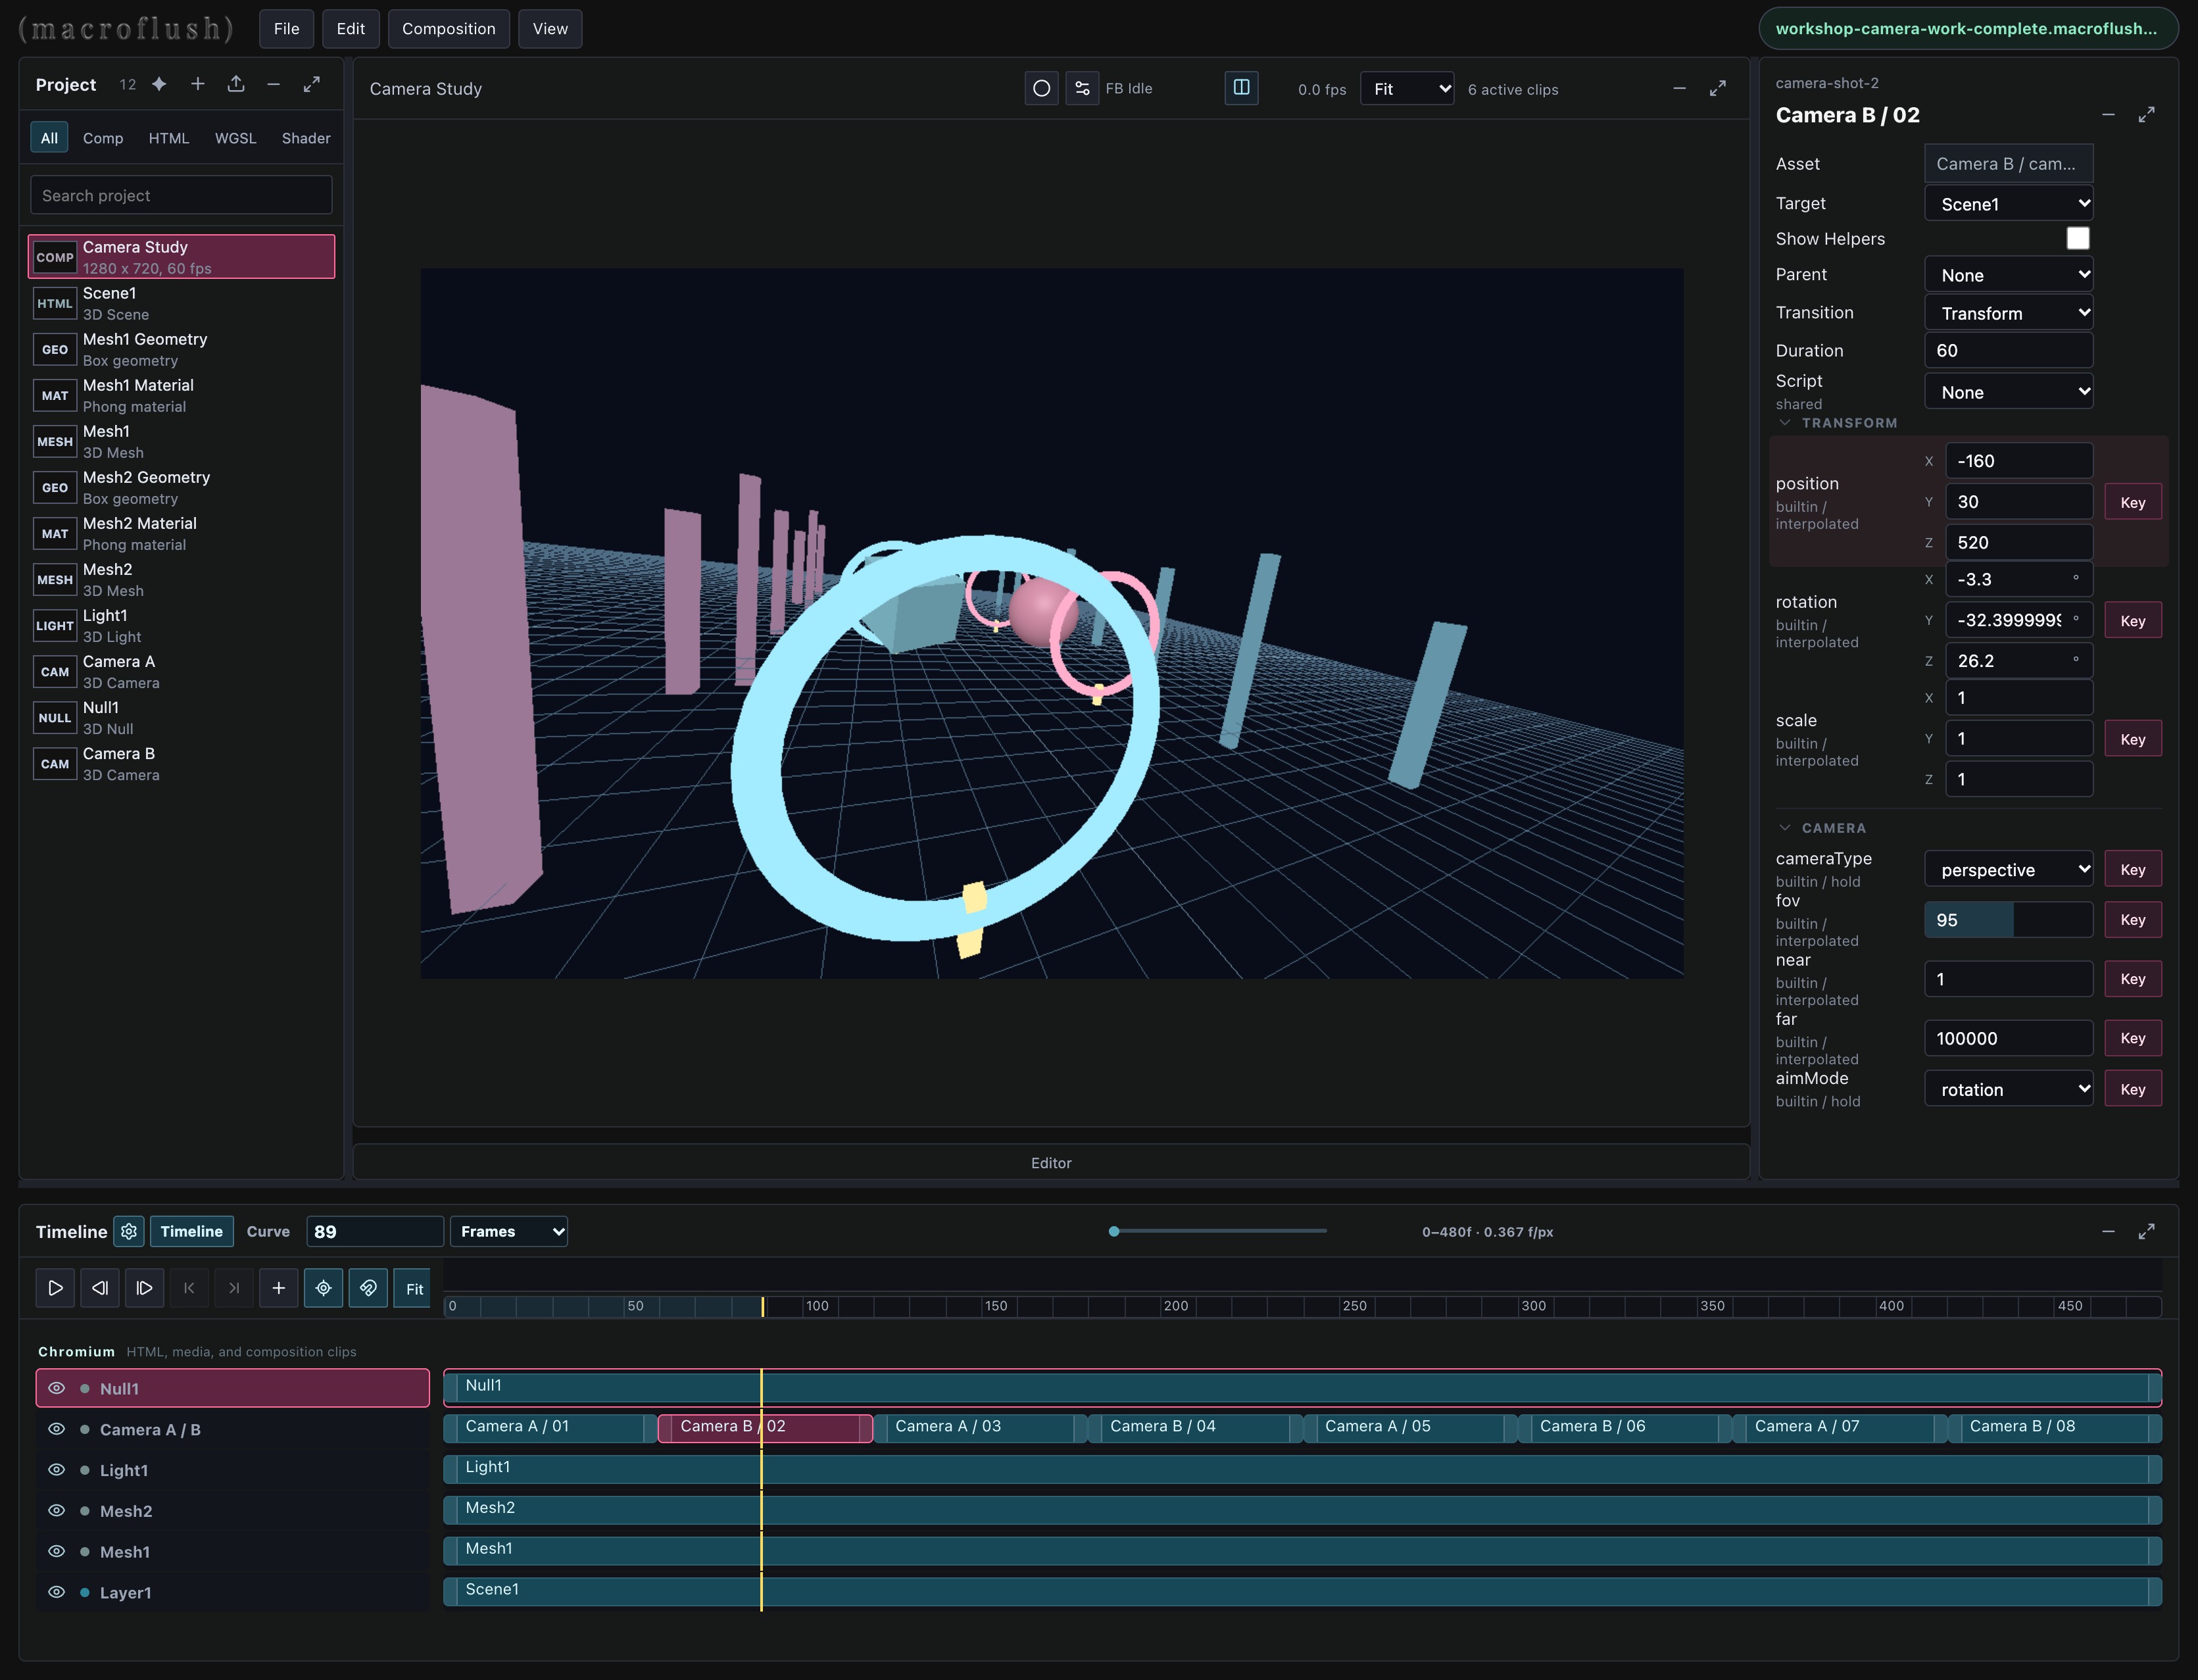 (macroflush)
File
Edit
Composition
View
workshop-camera-work-complete.macroflush...
Project
12
All
Comp
HTML
WGSL
Shader
Search project
COMP
Camera Study
1280 x 720, 60 fps
HTML
Scene1
3D Scene
GEO
Mesh1 Geometry
Box geometry
MAT
Mesh1 Material
Phong material
MESH
Mesh1
3D Mesh
GEO
Mesh2 Geometry
Box geometry
MAT
Mesh2 Material
Phong material
MESH
Mesh2
3D Mesh
LIGHT
Light1
3D Light
CAM
Camera A
3D Camera
NULL
Null1
3D Null
CAM
Camera B
3D Camera
Camera Study
FB Idle
0.0 fps
Fit
6 active clips
Editor
camera-shot-2
Camera B / 02
Asset
Camera B / cam...
Target
Scene1
Show Helpers
Parent
None
Transition
Transform
Duration
60
Script
shared
None
TRANSFORM
position
builtin /
interpolated
X
-160
Y
30
Z
520
Key
rotation
builtin /
interpolated
X
-3.3 °
Y
-32.3999999 °
Z
26.2 °
Key
scale
builtin /
interpolated
X
1
Y
1
Z
1
Key
CAMERA
cameraType
builtin / hold
perspective
Key
fov
builtin /
interpolated
95
Key
near
builtin /
interpolated
1
Key
far
builtin /
interpolated
100000
Key
aimMode
builtin / hold
rotation
Key
Timeline
Timeline
Curve
89
Frames
0–480f · 0.367 f/px
Fit
0
50
100
150
200
250
300
350
400
450
Chromium
HTML, media, and composition clips
Null1
Null1
Camera A / B
Camera A / 01
Camera B / 02
Camera A / 03
Camera B / 04
Camera A / 05
Camera B / 06
Camera A / 07
Camera B / 08
Light1
Light1
Mesh2
Mesh2
Mesh1
Mesh1
Layer1
Scene1